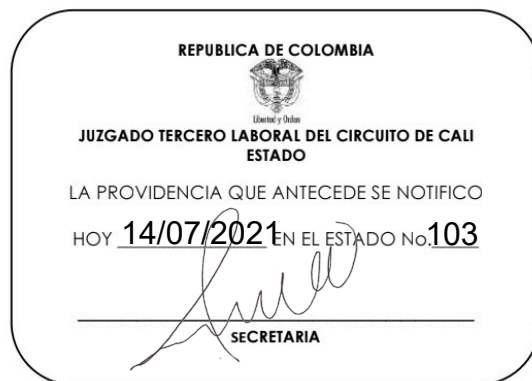 REPUBLICA DE COLOMBIA
Libertad y Orden
JUZGADO TERCERO LABORAL DEL CIRCUITO DE CALI
ESTADO
LA PROVIDENCIA QUE ANTECEDE SE NOTIFICO
HOY 14/07/2021 EN EL ESTADO No.103
SECRETARIA